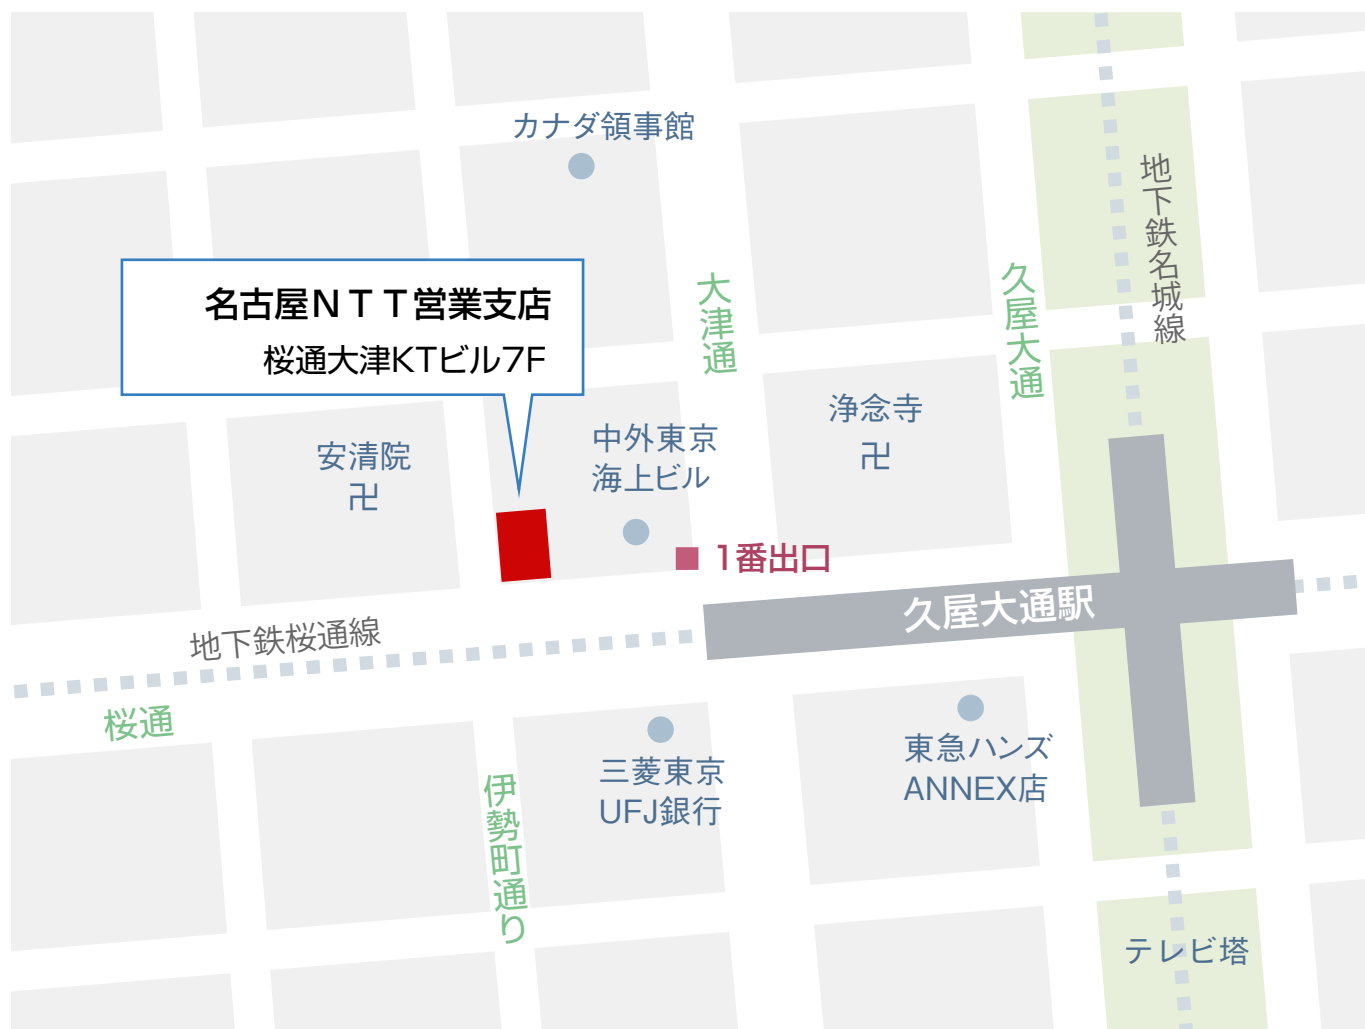 カナダ領事館
地下鉄名城線
名古屋ＮＴＴ営業支店
桜通大津KTビル7F
大津通
久屋大通
安清院
卍
中外東京
海上ビル
浄念寺
卍
1番出口
久屋大通駅
地下鉄桜通線
桜通
伊勢町通り
三菱東京
UFJ銀行
東急ハンズ
ANNEX店
テレビ塔